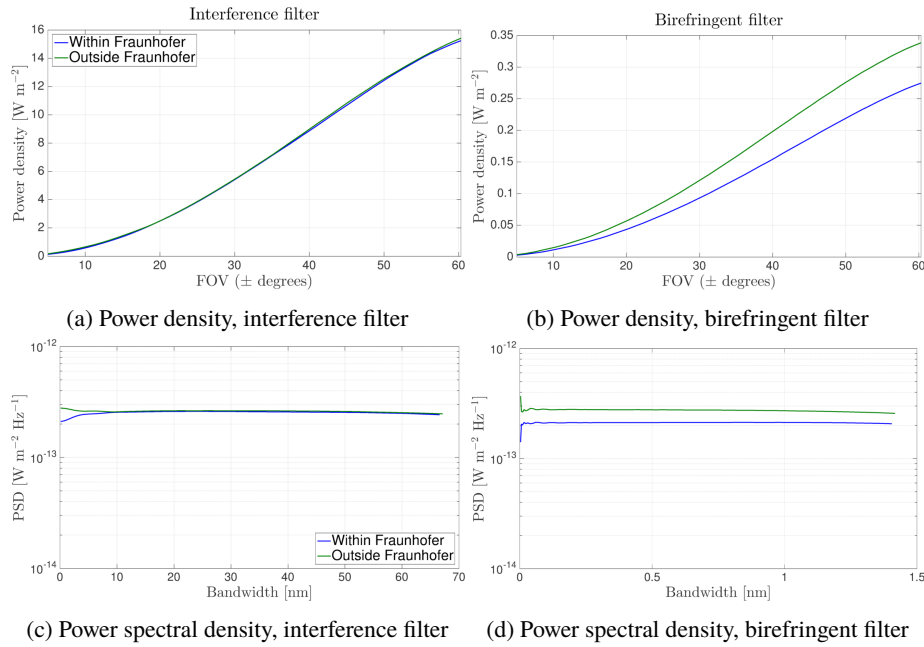 Interference filter
16
14
12
10
8
6
4
2
0
Power density [W m⁻²]
Within Fraunhofer
Outside Fraunhofer
10 20 30 40 50 60
FOV (± degrees)
(a) Power density, interference filter
Birefringent filter
0.35
0.3
0.25
0.2
0.15
0.1
0.05
0
Power density [W m⁻²]
10 20 30 40 50 60
FOV (± degrees)
(b) Power density, birefringent filter
10⁻¹²
10⁻¹³
10⁻¹⁴
PSD [W m⁻² Hz⁻¹]
Within Fraunhofer
Outside Fraunhofer
0 10 20 30 40 50 60 70
Bandwidth [nm]
(c) Power spectral density, interference filter
10⁻¹²
10⁻¹³
10⁻¹⁴
PSD [W m⁻² Hz⁻¹]
0 0.5 1 1.5
Bandwidth [nm]
(d) Power spectral density, birefringent filter